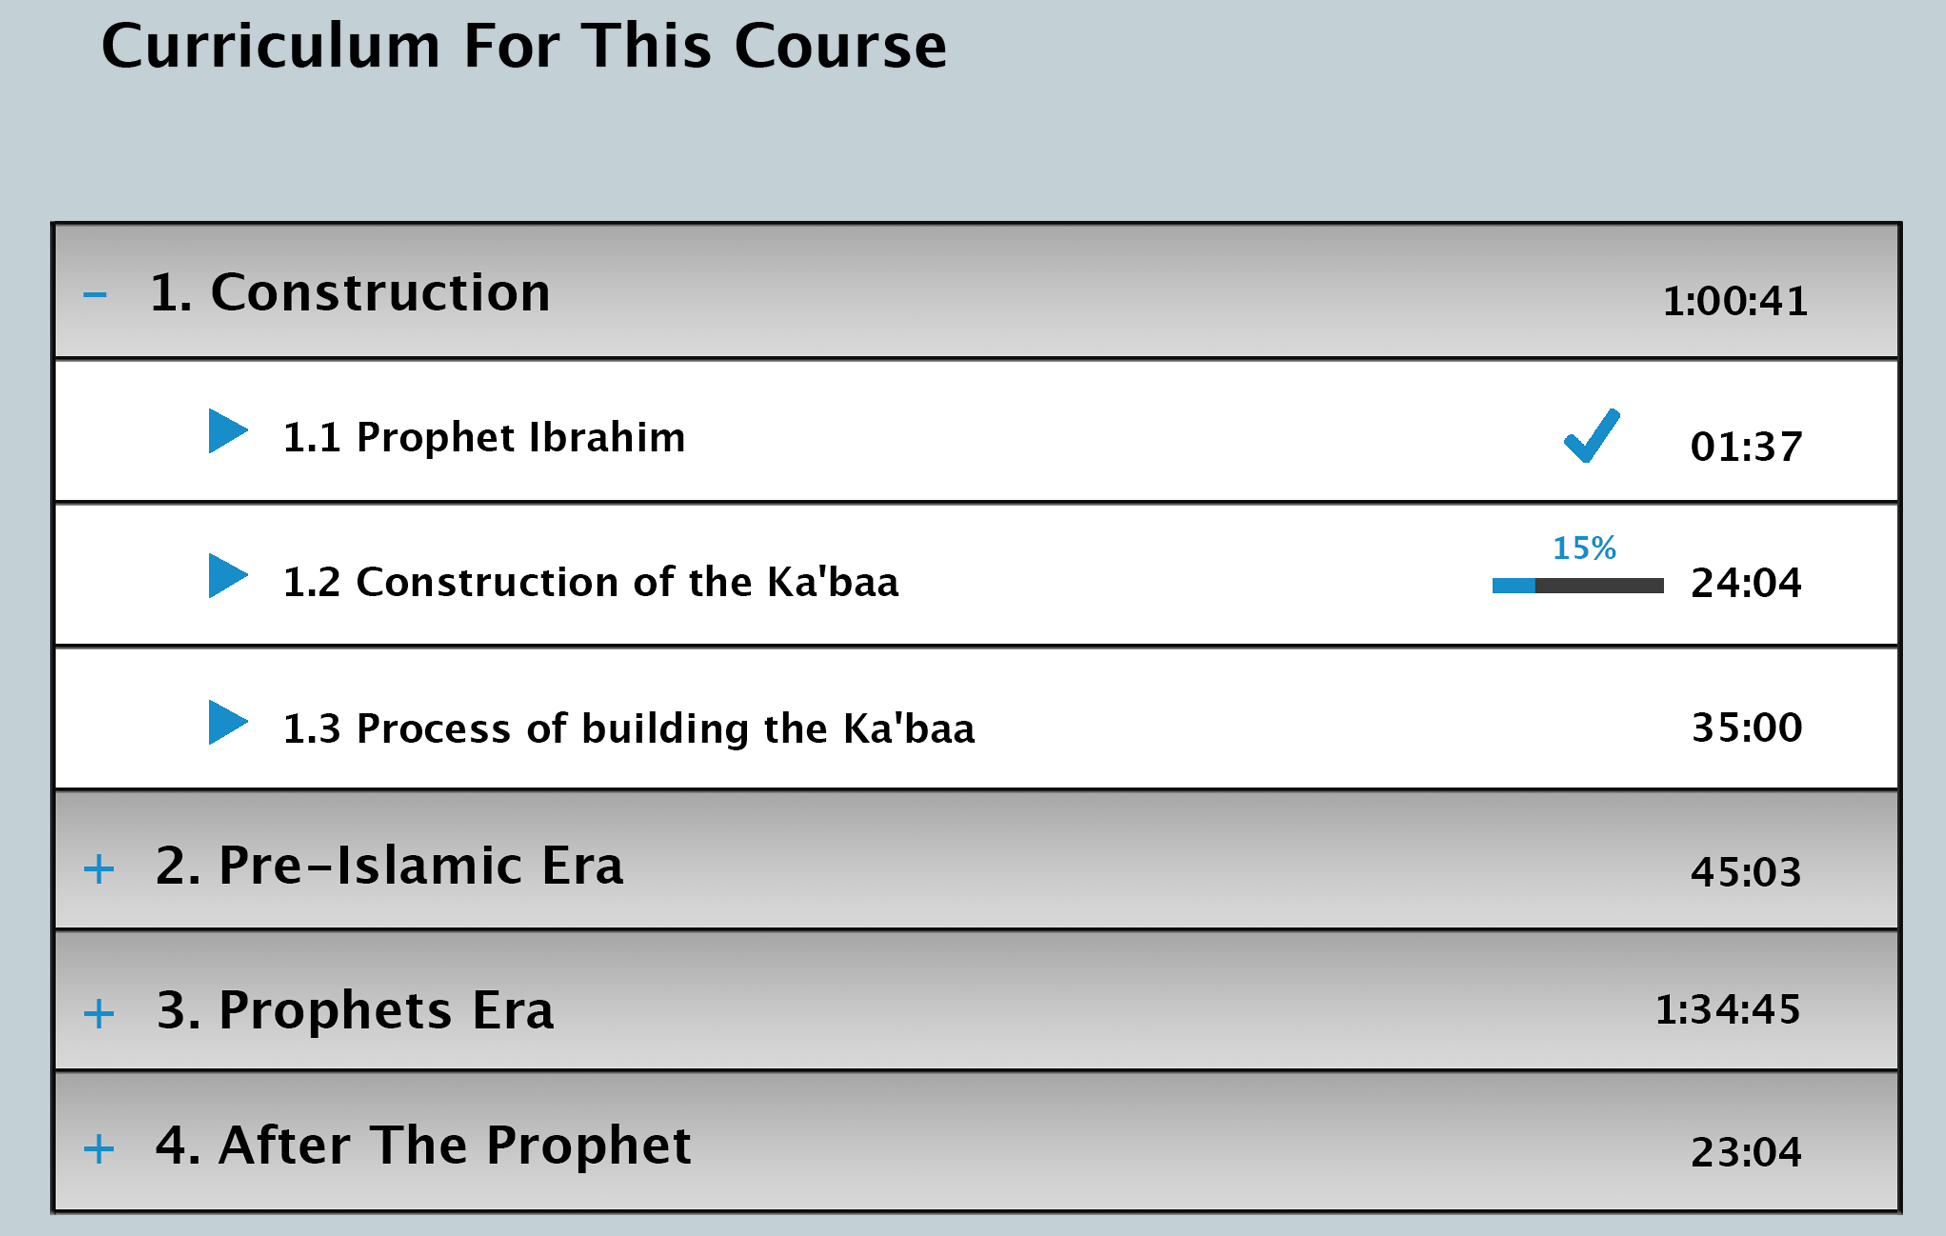 Curriculum For This Course
– 1. Construction 1:00:41
1.1 Prophet Ibrahim 01:37
15%
1.2 Construction of the Ka'baa 24:04
1.3 Process of building the Ka'baa 35:00
+ 2. Pre-Islamic Era 45:03
+ 3. Prophets Era 1:34:45
+ 4. After The Prophet 23:04